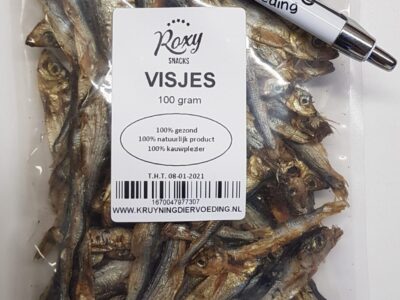 Roxy
SNACKS
VISJES
100 gram
100% gezond
100% natuurlijk product
100% kauwplezier
T.H.T. 08-01-2021
1670047977307
WWW.KRUYNINGDIERVOEDING.NL
voeding